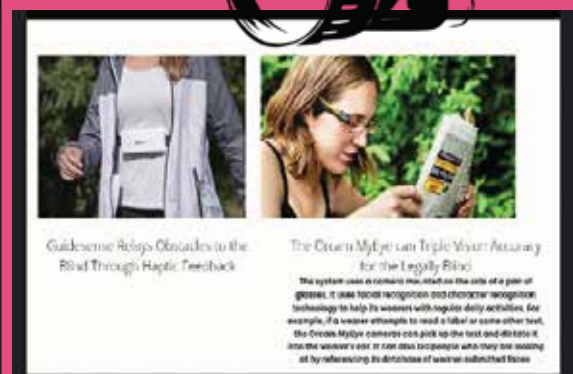 Guidesense Relays Obstacles to the
Blind Through Haptic Feedback
The Orcam MyEye can Triple Vision Accuracy
for the Legally Blind
The system uses a camera mounted on the side of a pair of
glasses. It uses facial recognition and character recognition
technology to help its wearers with regular daily activities. For
example, if a wearer attempts to read a label or some other text,
the Orcam MyEye cameras can pick up the text and dictate it
into the wearer's ear. It can also people who they are looking
at by referencing its database of wearer submitted faces